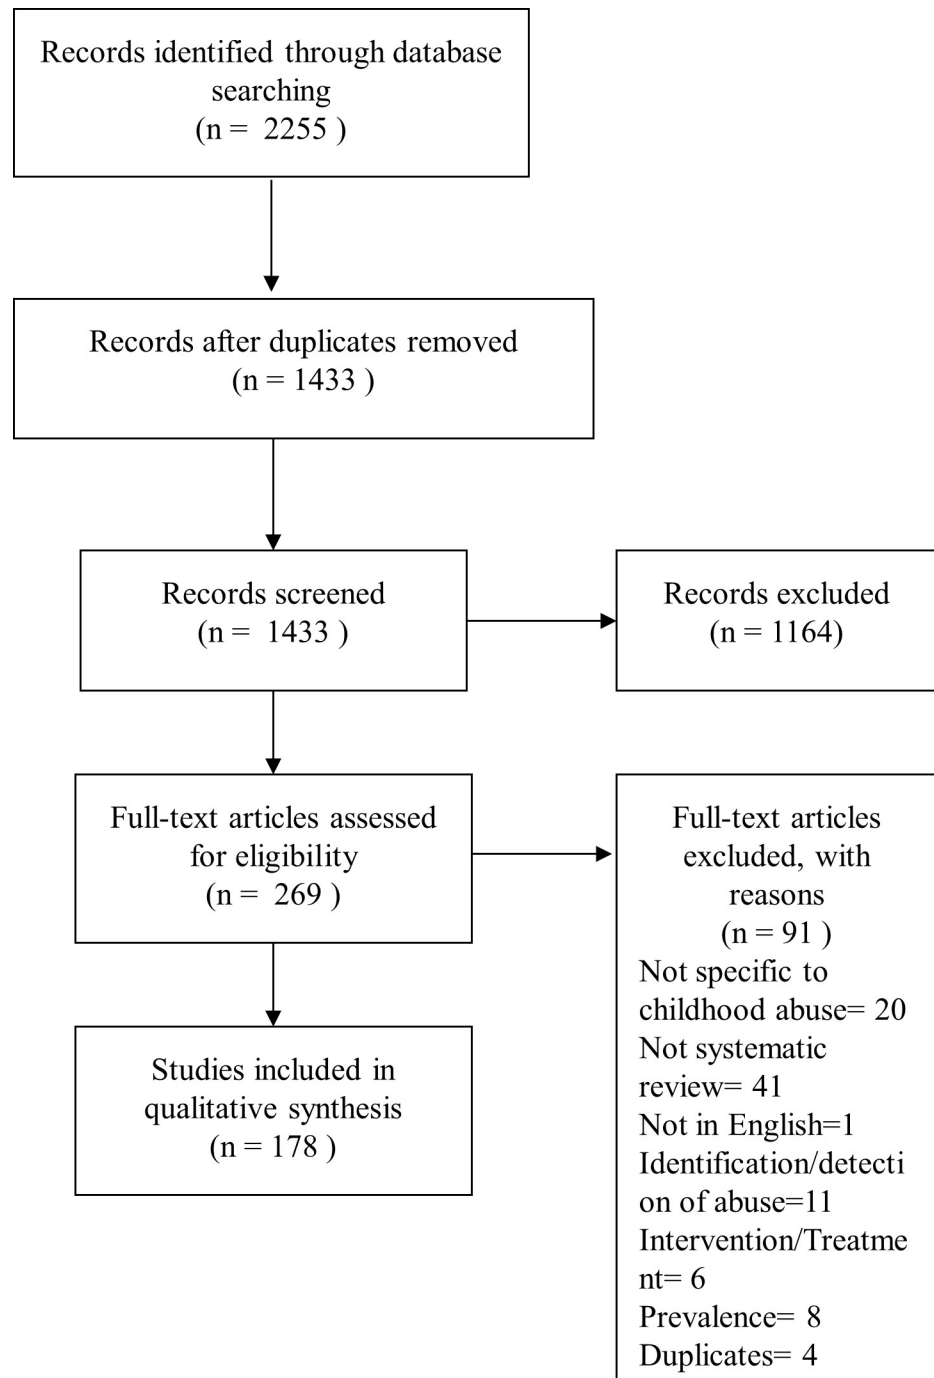 Records identified through database
searching
(n =  2255 )
Records after duplicates removed
(n = 1433 )
Records screened
(n =  1433 )
Records excluded
(n = 1164)
Full-text articles assessed
for eligibility
(n =  269 )
Full-text articles
excluded, with
reasons
(n = 91 )
Not specific to
childhood abuse= 20
Not systematic
review= 41
Not in English=1
Identification/detecti
on of abuse=11
Intervention/Treatme
nt= 6
Prevalence= 8
Duplicates= 4
Studies included in
qualitative synthesis
(n = 178 )